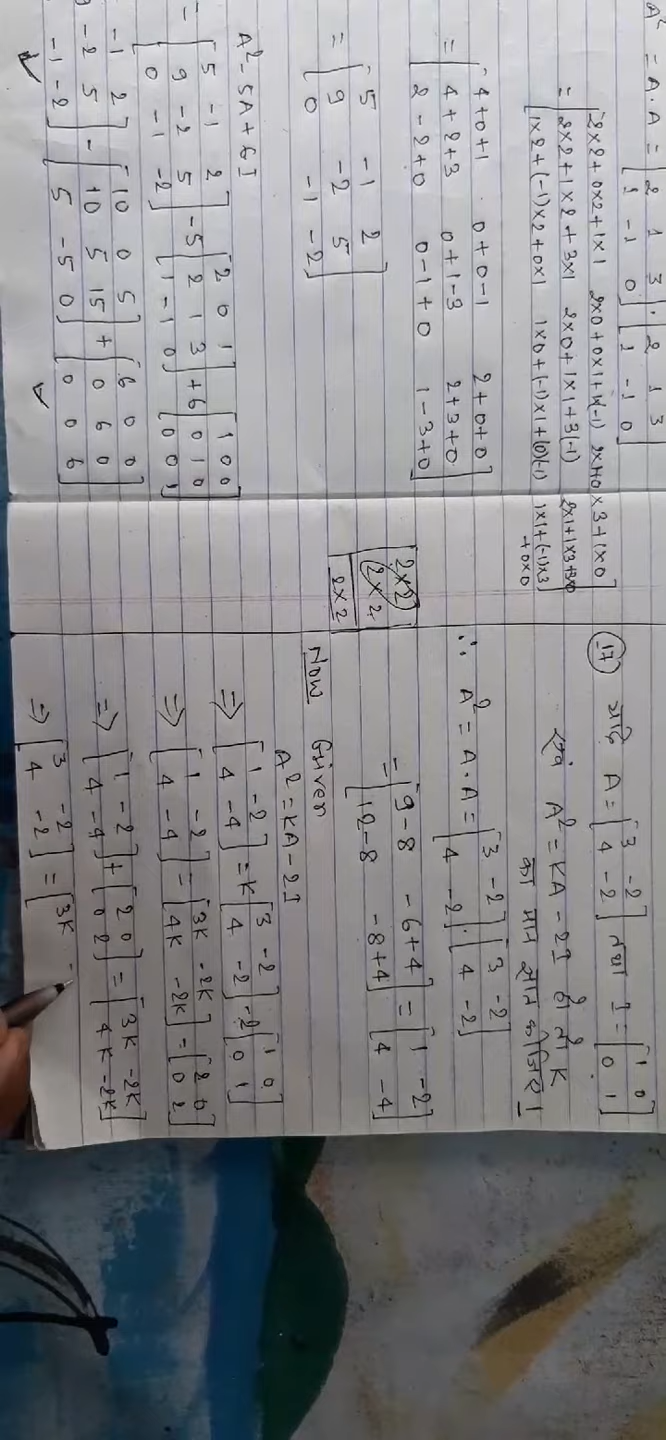 A² = A·A = [2 1 3] · [2 1 3]
[1 -1 0] [1 -1 0]
= [2×2+0×2+1×1 2×0+0×1+1(-1) 2×1+0×3+1×0]
[2×2+1×2+3×1 2×0+1×1+3(-1) 2×1+1×3+3×0]
[1×2+(-1)×2+0×1 1×0+(-1)×1+(0)(-1) 1×1+(-1)×3
+0×0]
= [4+0+1 0+0-1 2+0+0]
[4+2+3 0+1-3 2+3+0]
[2-2+0 0-1+0 1-3+0]
= [5 -1 2]
[9 -2 5]
[0 -1 -2]
A²-5A+6I
= [5 -1 2] [2 0 1] [1 0 0]
[9 -2 5] -5 [2 1 3] +6 [0 1 0]
[0 -1 -2] [1 -1 0] [0 0 1]
-1 2] [10 0 5] [6 0 0]
-2 5] - [10 5 15] + [0 6 0]
-1 -2] [5 -5 0] [0 0 6]
2×2
2×2
2×2
17 यदि A = [3 -2] तथा I = [1 0]
[4 -2] [0 1]
एवं A² = KA - 2I हो तो K
का मान ज्ञात कीजिए।
∴ A² = A·A = [3 -2] · [3 -2]
[4 -2] [4 -2]
= [9-8 -6+4] = [1 -2]
[12-8 -8+4] [4 -4]
Now Given
A² = KA - 2I
⇒ [1 -2] = K [3 -2] -2 [1 0]
[4 -4] [4 -2] [0 1]
⇒ [1 -2] = [3K -2K] - [2 0]
[4 -4] [4K -2K] [0 2]
⇒ [1 -2] + [2 0] = [3K -2K]
[4 -4] [0 2] [4K -2K]
⇒ [3 -2] = [3K -
[4 -2]